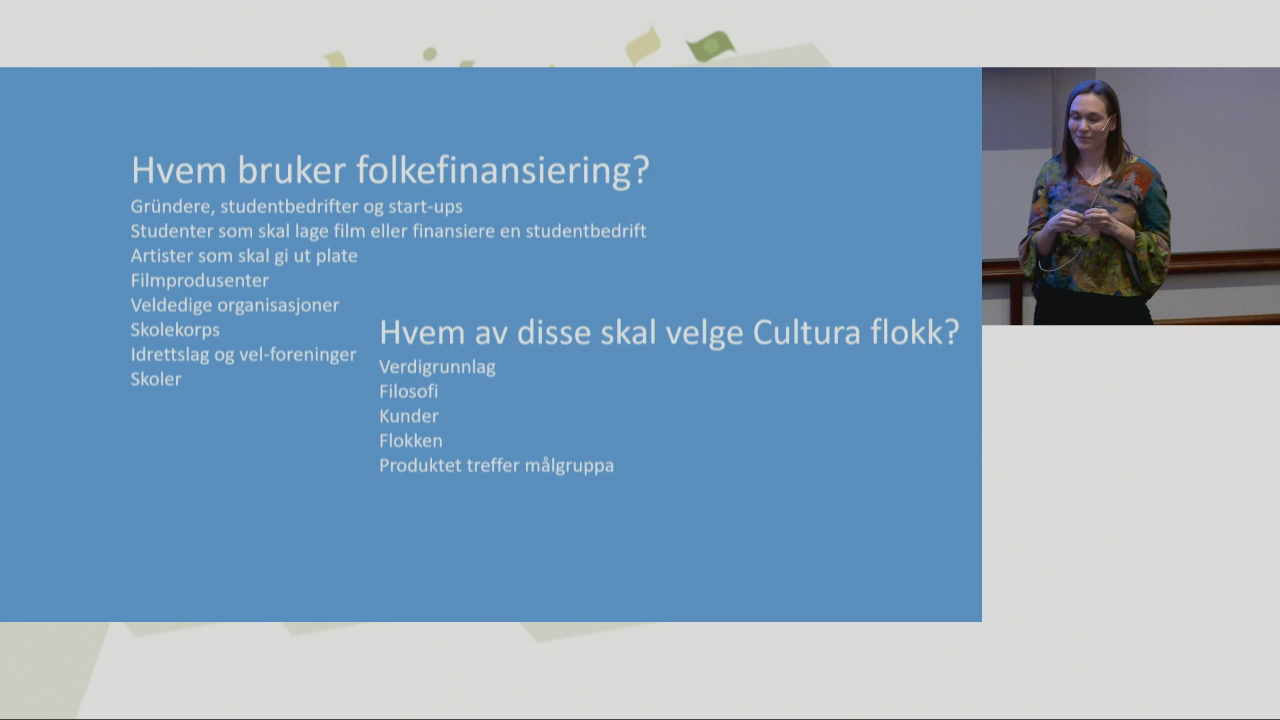 Hvem bruker folkefinansiering?
Gründere, studentbedrifter og start-ups
Studenter som skal lage film eller finansiere en studentbedrift
Artister som skal gi ut plate
Filmprodusenter
Veldedige organisasjoner
Skolekorps
Idrettslag og vel-foreninger
Skoler
Hvem av disse skal velge Cultura flokk?
Verdigrunnlag
Filosofi
Kunder
Flokken
Produktet treffer målgruppa